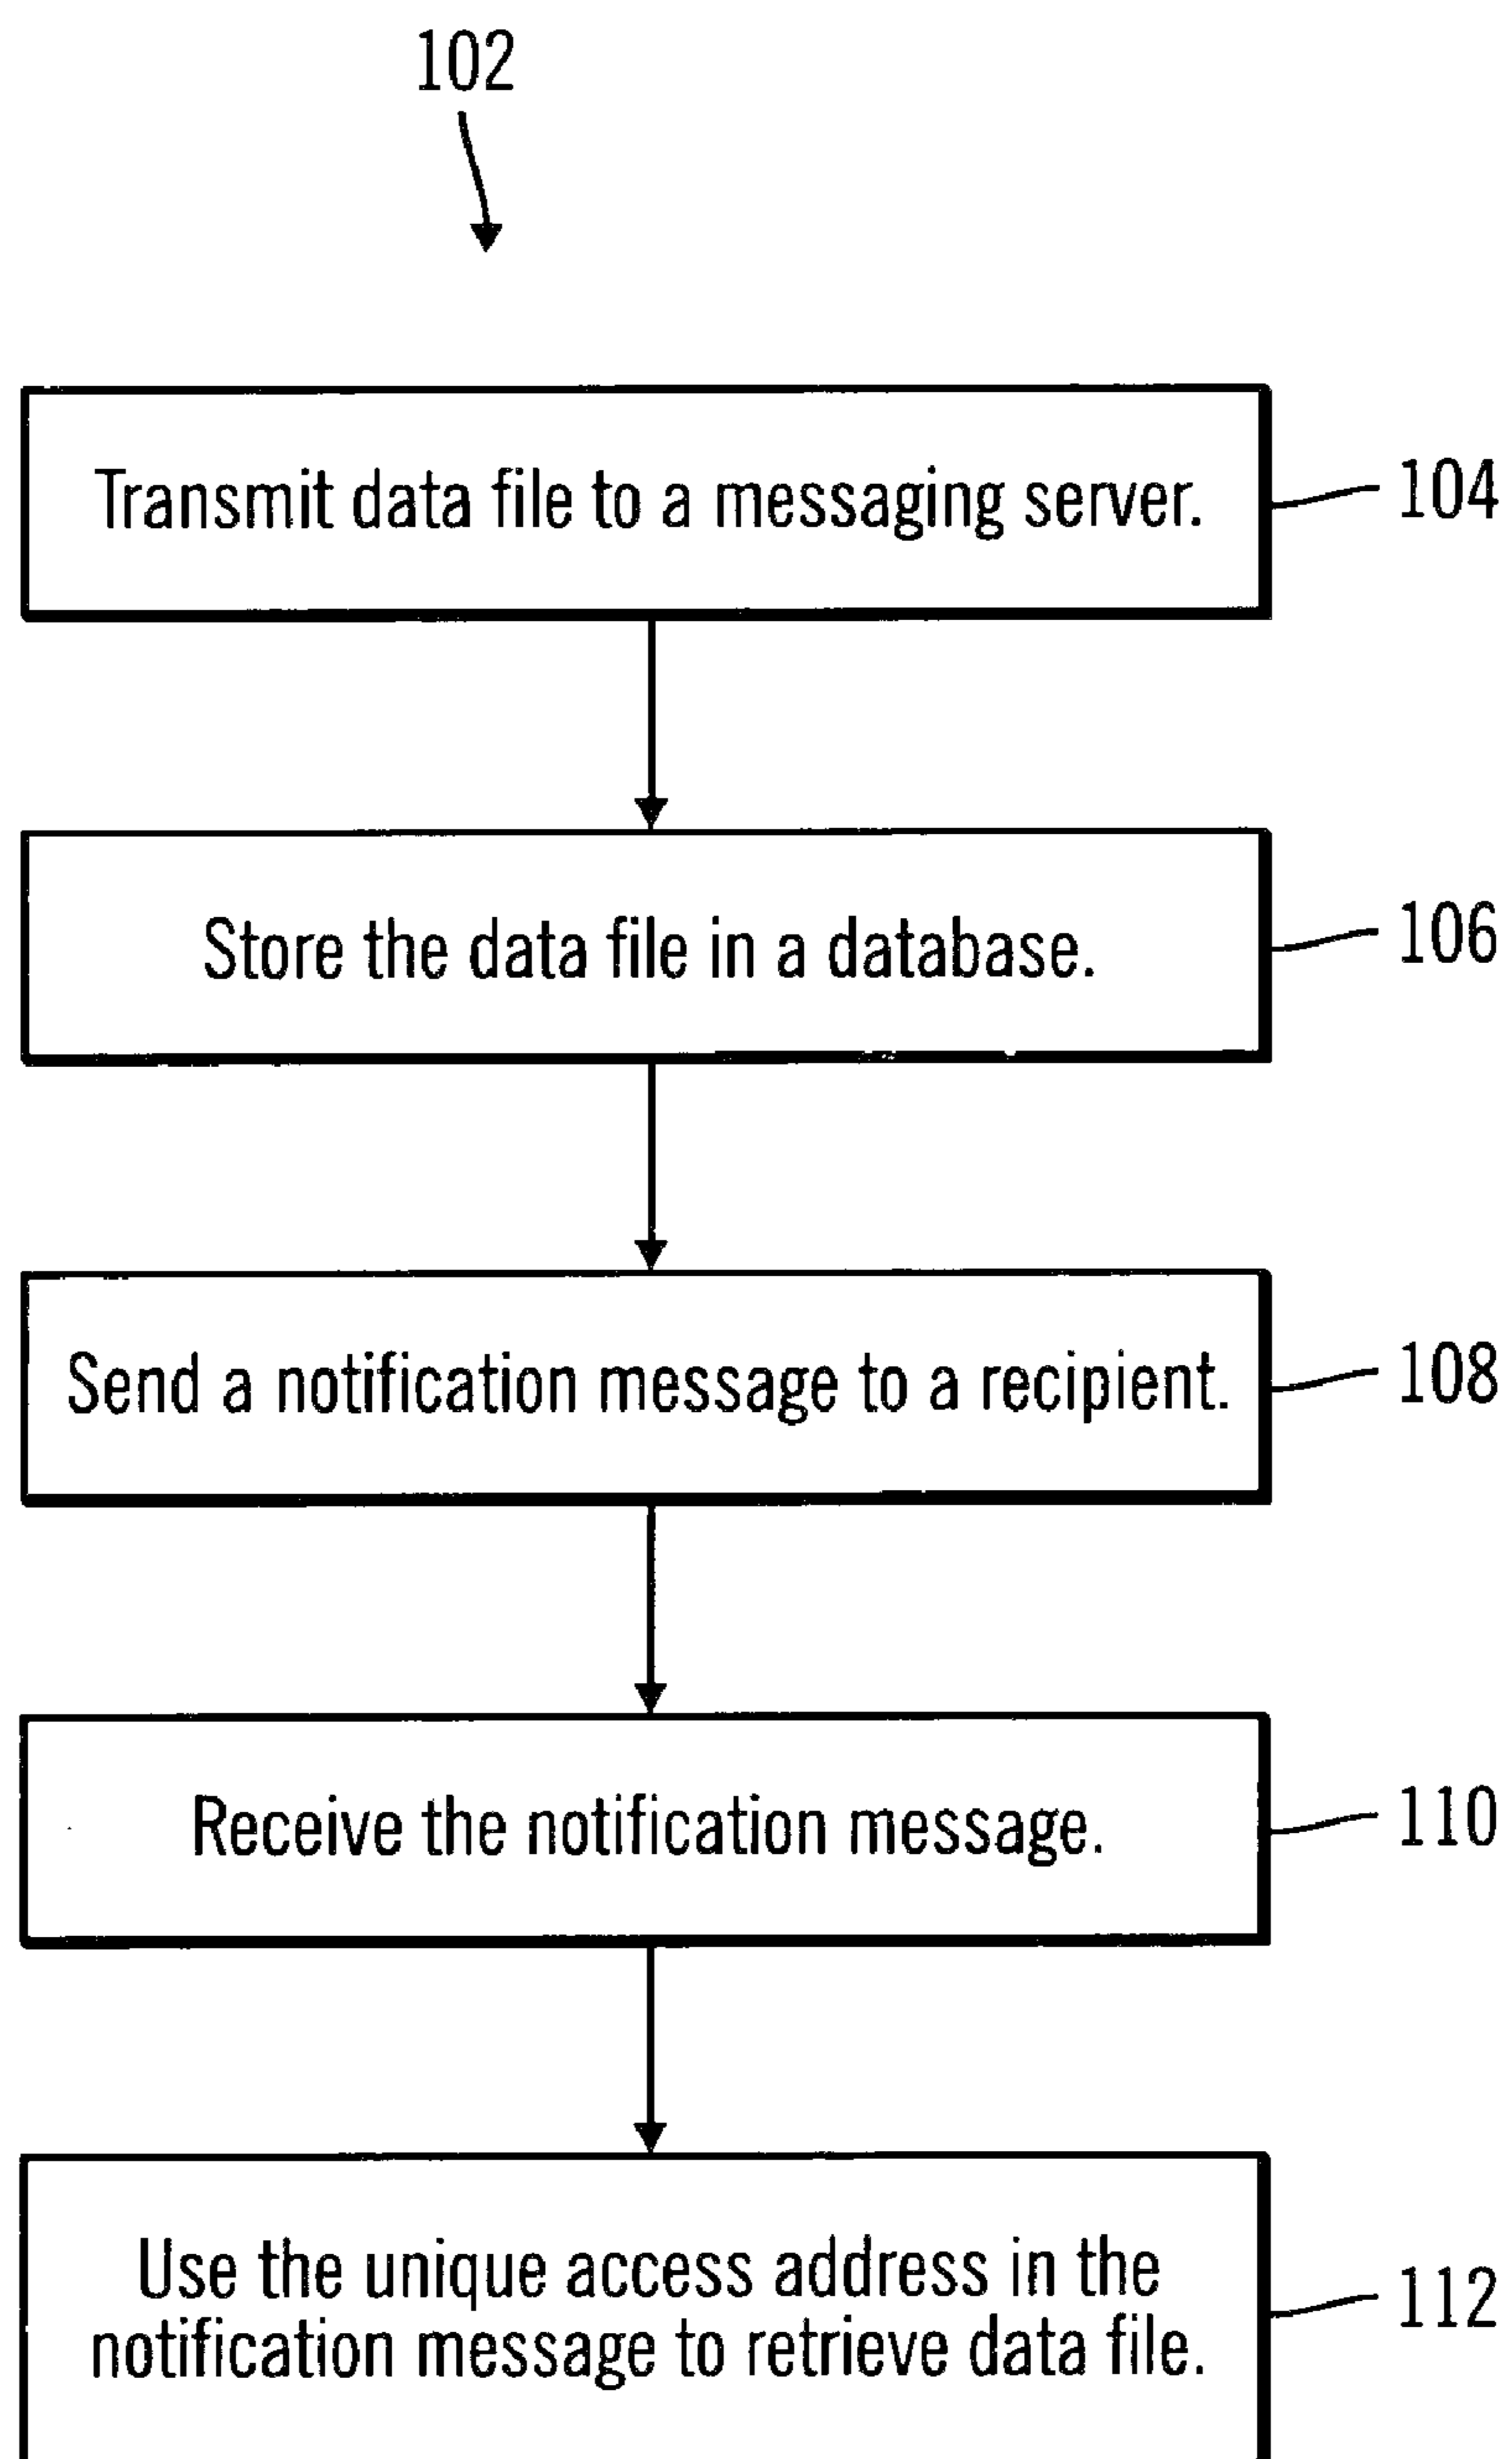 102
Transmit data file to a messaging server.
104
Store the data file in a database.
106
Send a notification message to a recipient.
108
Receive the notification message.
110
Use the unique access address in the
notification message to retrieve data file.
112